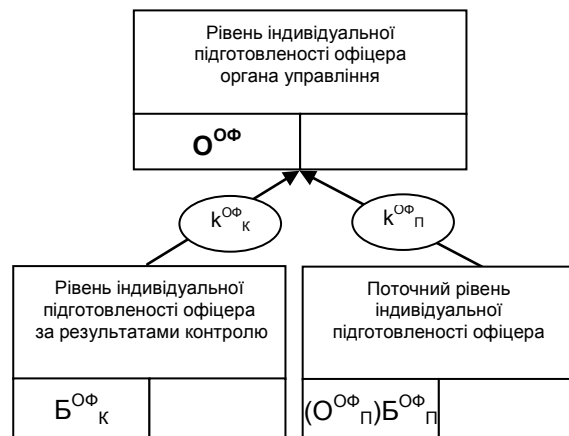 Рівень індивідуальної
підготовленості офіцера
органа управління
О^ОФ
k^ОФ_К
k^ОФ_П
Рівень індивідуальної
підготовленості офіцера
за результатами контролю
Поточний рівень
індивідуальної
підготовленості офіцера
Б^ОФ_К
(О^ОФ_П)Б^ОФ_П